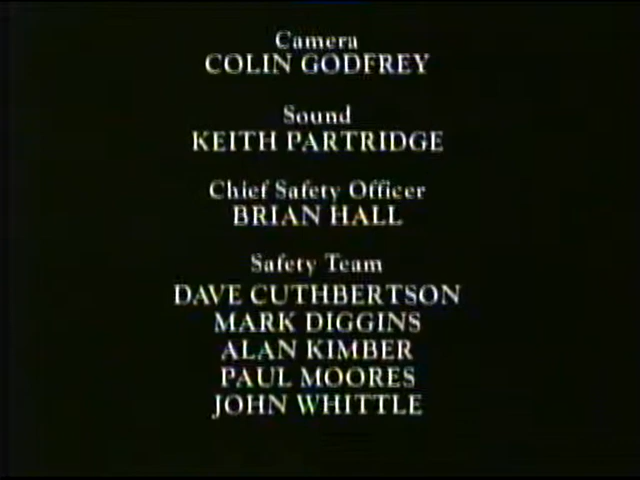 Camera
COLIN GODFREY
Sound
KEITH PARTRIDGE
Chief Safety Officer
BRIAN HALL
Safety Team
DAVE CUTHBERTSON
MARK DIGGINS
ALAN KIMBER
PAUL MOORES
JOHN WHITTLE